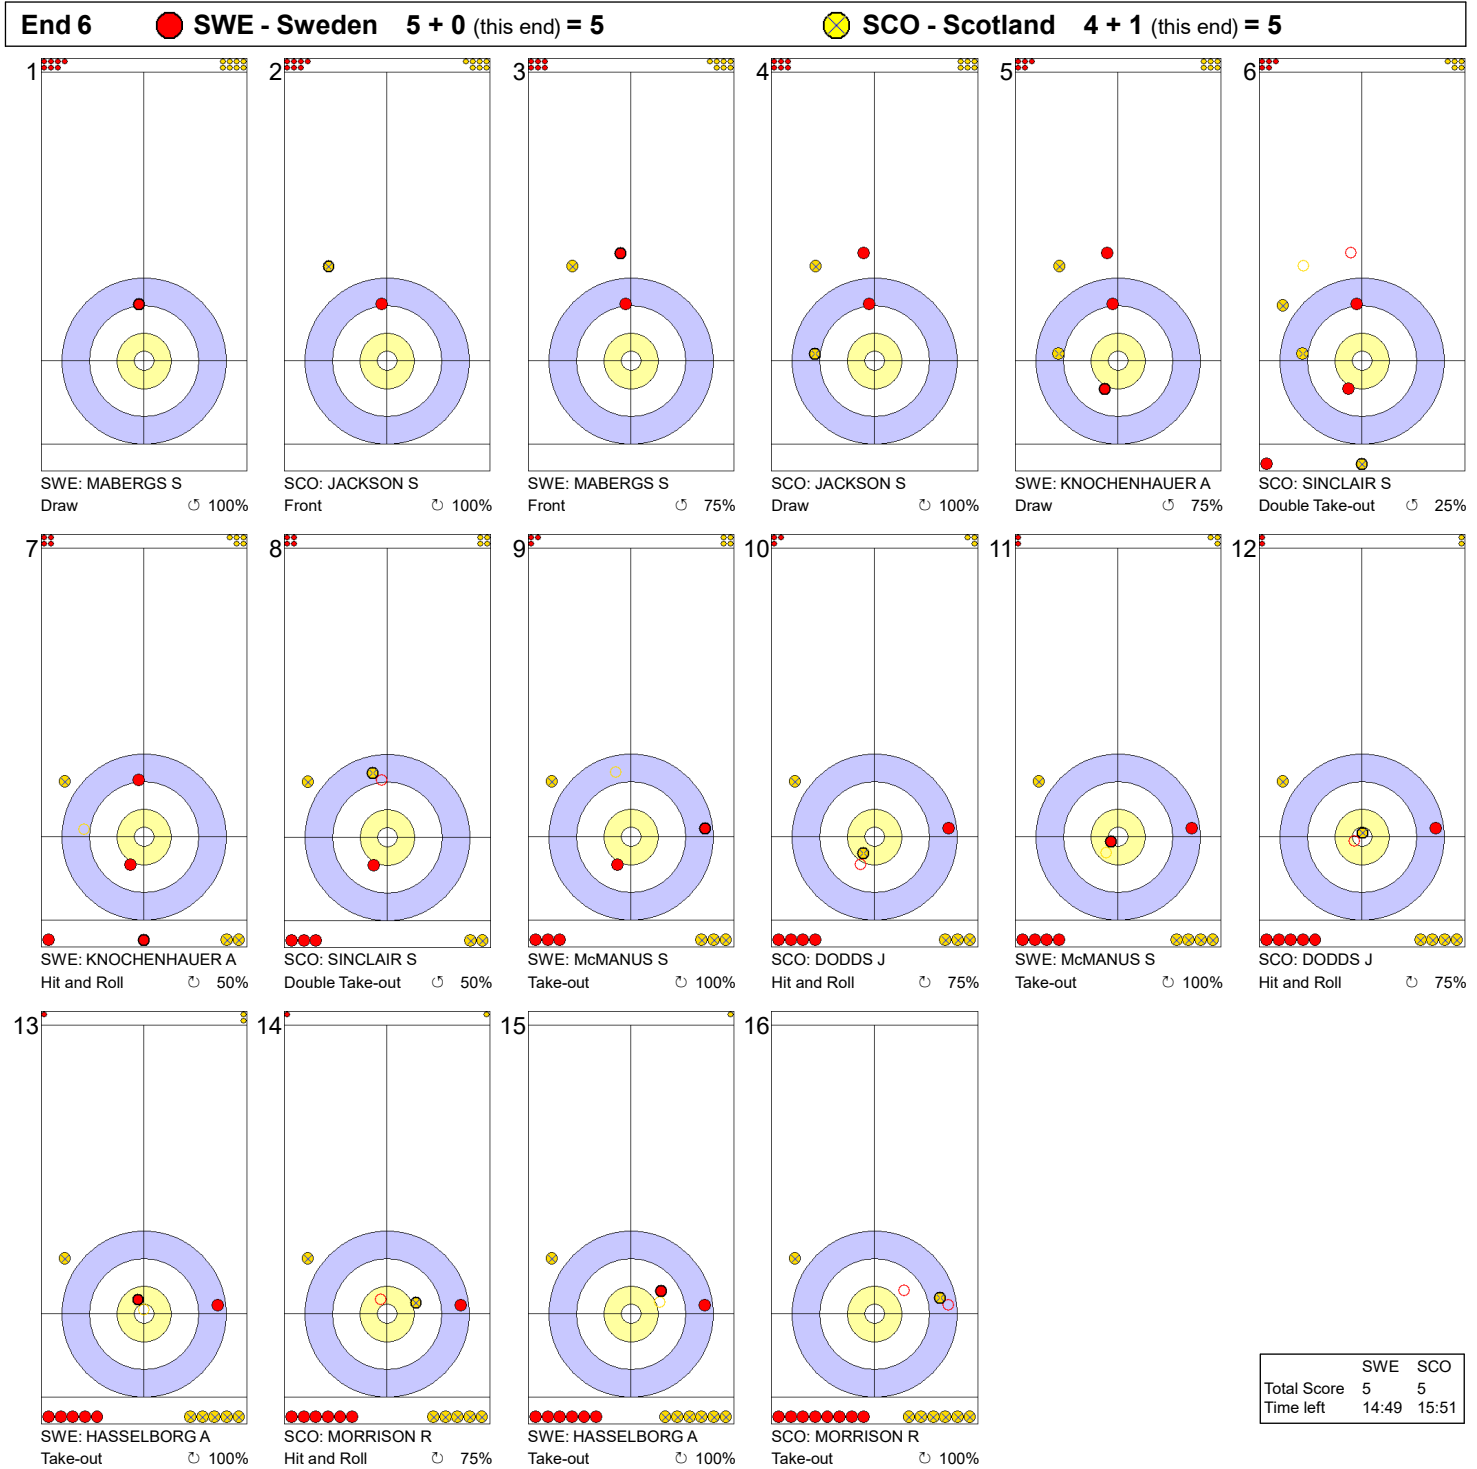 End 6 SWE - Sweden 5 + 0 (this end) = 5 SCO - Scotland 4 + 1 (this end) = 5
1 2 3 4 5 6
SWE: MABERGS S SCO: JACKSON S SWE: MABERGS S SCO: JACKSON S SWE: KNOCHENHAUER A SCO: SINCLAIR S
Draw ↺ 100% Front ↻ 100% Front ↺ 75% Draw ↻ 100% Draw ↺ 75% Double Take-out ↺ 25%
7 8 9 10 11 12
SWE: KNOCHENHAUER A SCO: SINCLAIR S SWE: McMANUS S SCO: DODDS J SWE: McMANUS S SCO: DODDS J
Hit and Roll ↻ 50% Double Take-out ↺ 50% Take-out ↻ 100% Hit and Roll ↻ 75% Take-out ↻ 100% Hit and Roll ↻ 75%
13 14 15 16
SWE SCO
Total Score 5 5
Time left 14:49 15:51
SWE: HASSELBORG A SCO: MORRISON R SWE: HASSELBORG A SCO: MORRISON R
Take-out ↻ 100% Hit and Roll ↻ 75% Take-out ↻ 100% Take-out ↻ 100%